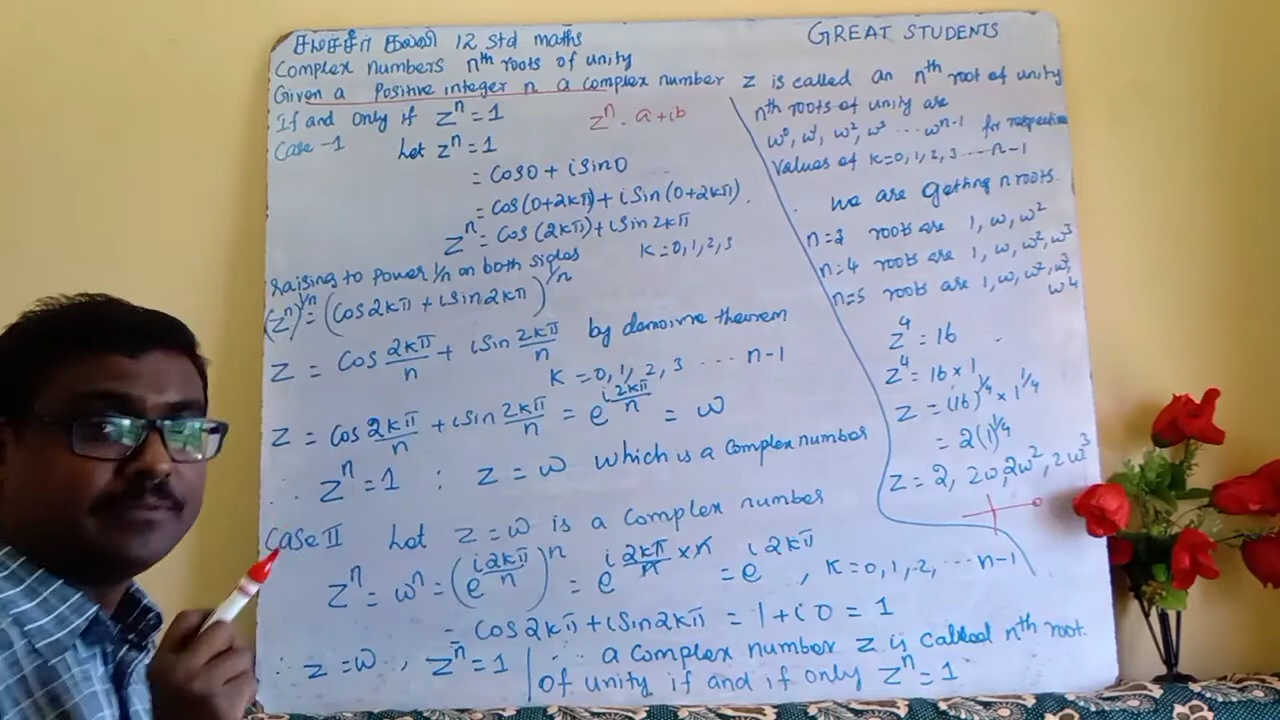 சுலச்சீர் கல்வி 12 Std maths
Complex numbers nth roots of unity
Given a positive integer n a complex number z is called an nth root of unity
If and only if zⁿ = 1
zⁿ = a+ib
Case -1 Let zⁿ = 1
= Cos0 + iSin0
= Cos(0+2kπ) + iSin(0+2kπ).
zⁿ = Cos(2kπ) + iSin2kπ
K = 0,1,2,3
Raising to power 1/n on both sides
(zⁿ)^1/n = (Cos2kπ + iSin2kπ)^1/n
z = Cos 2kπ/n + iSin 2kπ/n by demoivre theorem
K = 0, 1, 2, 3 ... n-1
z = Cos 2kπ/n + iSin 2kπ/n = e^(i2kπ/n) = ω
∴ zⁿ = 1 : z = ω which is a complex number
Case II Let z = ω is a complex number
zⁿ = ωⁿ = (e^(i2kπ/n))ⁿ = e^(i 2kπ/n × n) = e^(i2kπ), K = 0,1,2, ... n-1
= Cos2kπ + iSin2kπ = 1+i0 = 1
∴ z = ω, zⁿ = 1
∴ a complex number z is called nth root
of unity if and if only zⁿ = 1
GREAT STUDENTS
nth roots of unity are
ω⁰, ω¹, ω², ω³ ... ωⁿ⁻¹ for respective
Values of K=0,1,2,3 ... n-1
We are getting n roots.
n=3 roots are 1, ω, ω²
n=4 roots are 1, ω, ω², ω³
n=5 roots are 1, ω, ω², ω³,
ω⁴
z⁴ = 16
z⁴ = 16 × 1
z = (16)^1/4 × 1^1/4
= 2(1)^1/4
z = 2, 2ω, 2ω², 2ω³